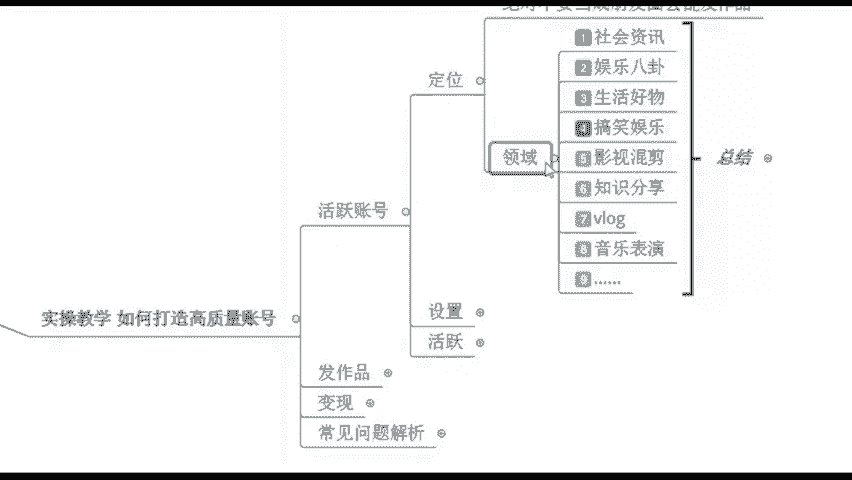 定位
1 社会资讯
2 娱乐八卦
3 生活好物
4 搞笑娱乐
领域
5 影视混剪
总结
6 知识分享
7 vlog
8 音乐表演
9 ......
活跃账号
设置
实操教学 如何打造高质量账号
活跃
发作品
变现
常见问题解析